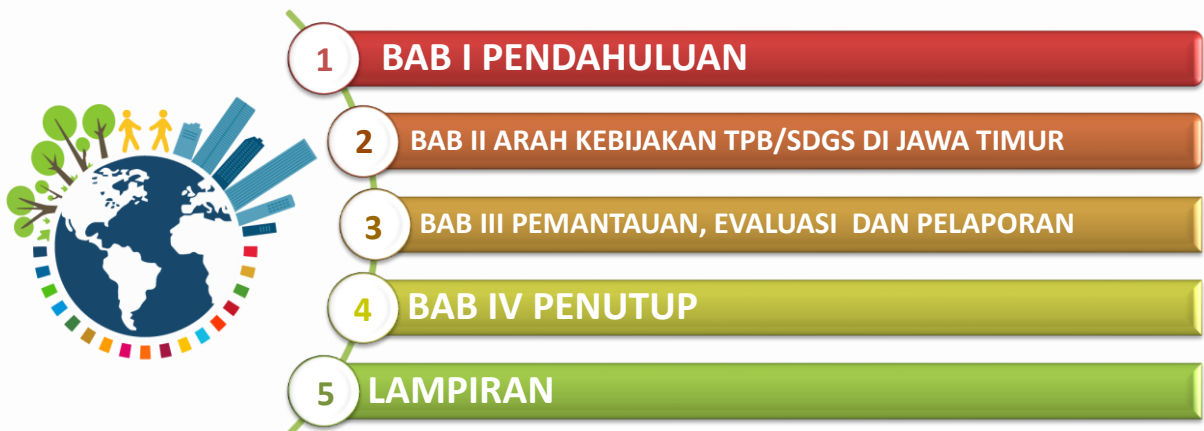 1 BAB I PENDAHULUAN
2 BAB II ARAH KEBIJAKAN TPB/SDGS DI JAWA TIMUR
3 BAB III PEMANTAUAN, EVALUASI DAN PELAPORAN
4 BAB IV PENUTUP
5 LAMPIRAN